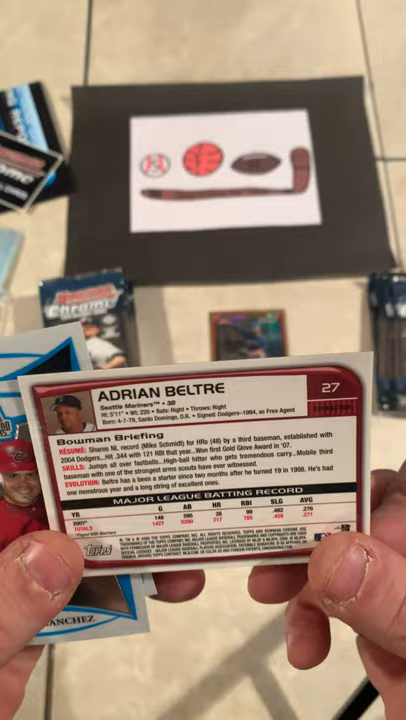 BOWMAN
CHROME
ADRIAN BELTRE
27
Seattle Mariners • 3B
Ht: 5'11" • Wt: 220 • Bats: Right • Throws: Right
Born: 4-7-79, Santo Domingo, D.R. • Signed: Dodgers-1994, as Free Agent
Bowman Briefing
RÉSUMÉ: Shares NL record (Mike Schmidt) for HRs (48) by a third baseman, established with
2004 Dodgers...Hit .344 with 121 RBI that year...Won first Gold Glove Award in '07.
SKILLS: Jumps all over fastballs...High-ball hitter who gets tremendous carry...Mobile third
baseman with one of the strongest arms scouts have ever witnessed.
EVOLUTION: Beltre has been a starter since two months after he turned 19 in 1998. He's had
one monstrous year and a long string of excellent ones.
MAJOR LEAGUE BATTING RECORD
YR G AB HR RBI SLG AVG
2007* 149 595 26 99 .482 .276
TOTALS 1427 5280 217 .271
*Played With Mariners
Topps